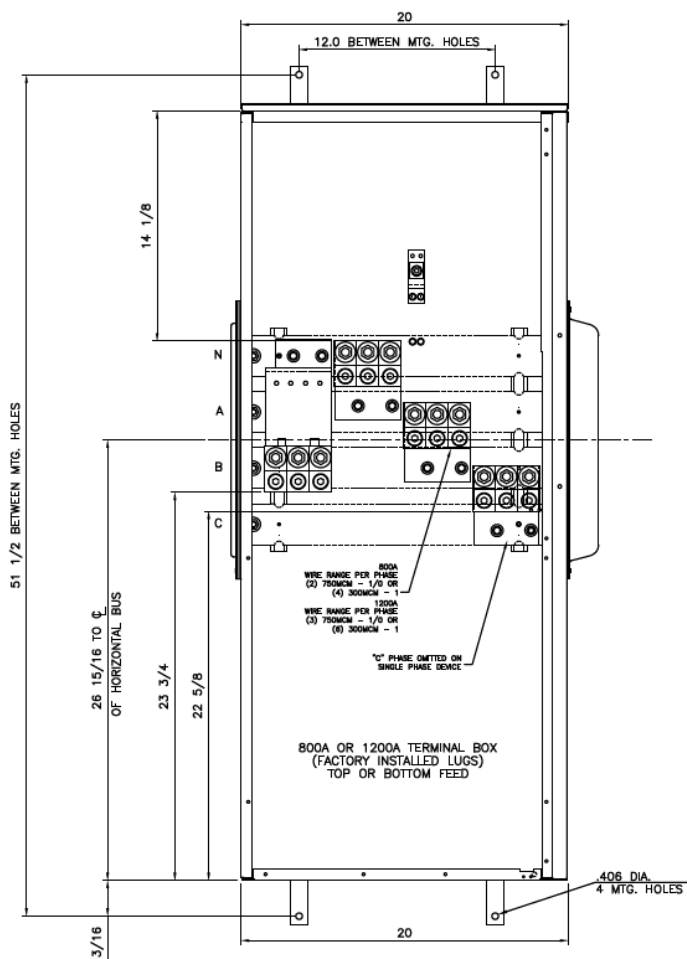 20
12.0 BETWEEN MTG. HOLES
14 1/8
51 1/2 BETWEEN MTG. HOLES
N
A
B
C
26 15/16 TO ℄
OF HORIZONTAL BUS
23 3/4
22 5/8
800A
WIRE RANGE PER PHASE
(2) 750MCM - 1/0 OR
(4) 300MCM - 1
1200A
WIRE RANGE PER PHASE
(3) 750MCM - 1/0 OR
(6) 300MCM - 1
"C" PHASE OMITTED ON
SINGLE PHASE DEVICE
800A OR 1200A TERMINAL BOX
(FACTORY INSTALLED LUGS)
TOP OR BOTTOM FEED
.406 DIA.
4 MTG. HOLES
3/16
20